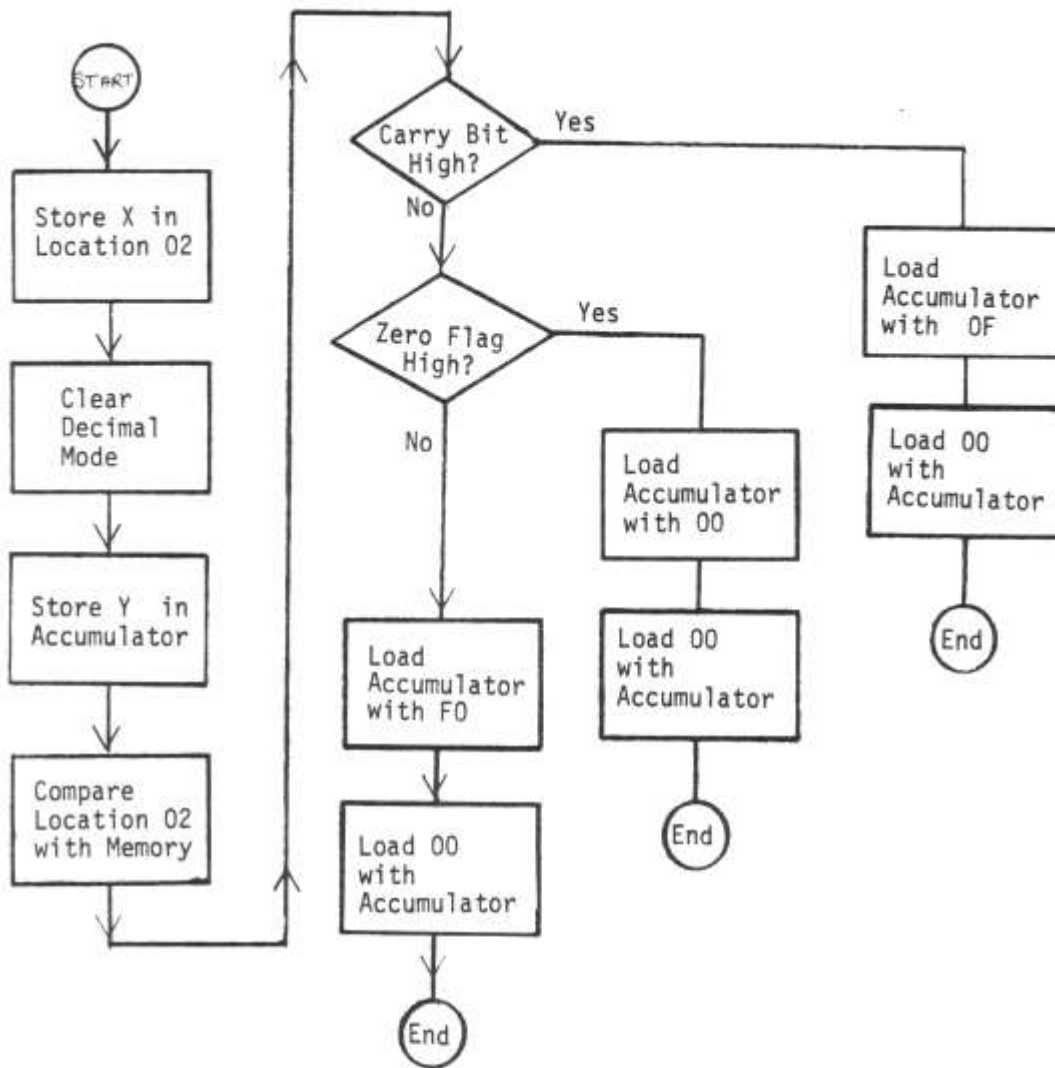 START
Store X in
Location 02
Clear
Decimal
Mode
Store Y in
Accumulator
Compare
Location 02
with Memory
Carry Bit
High?
Yes
No
Zero Flag
High?
Yes
No
Load
Accumulator
with F0
Load 00
with
Accumulator
End
Load
Accumulator
with 00
Load 00
with
Accumulator
End
Load
Accumulator
with 0F
Load 00
with
Accumulator
End